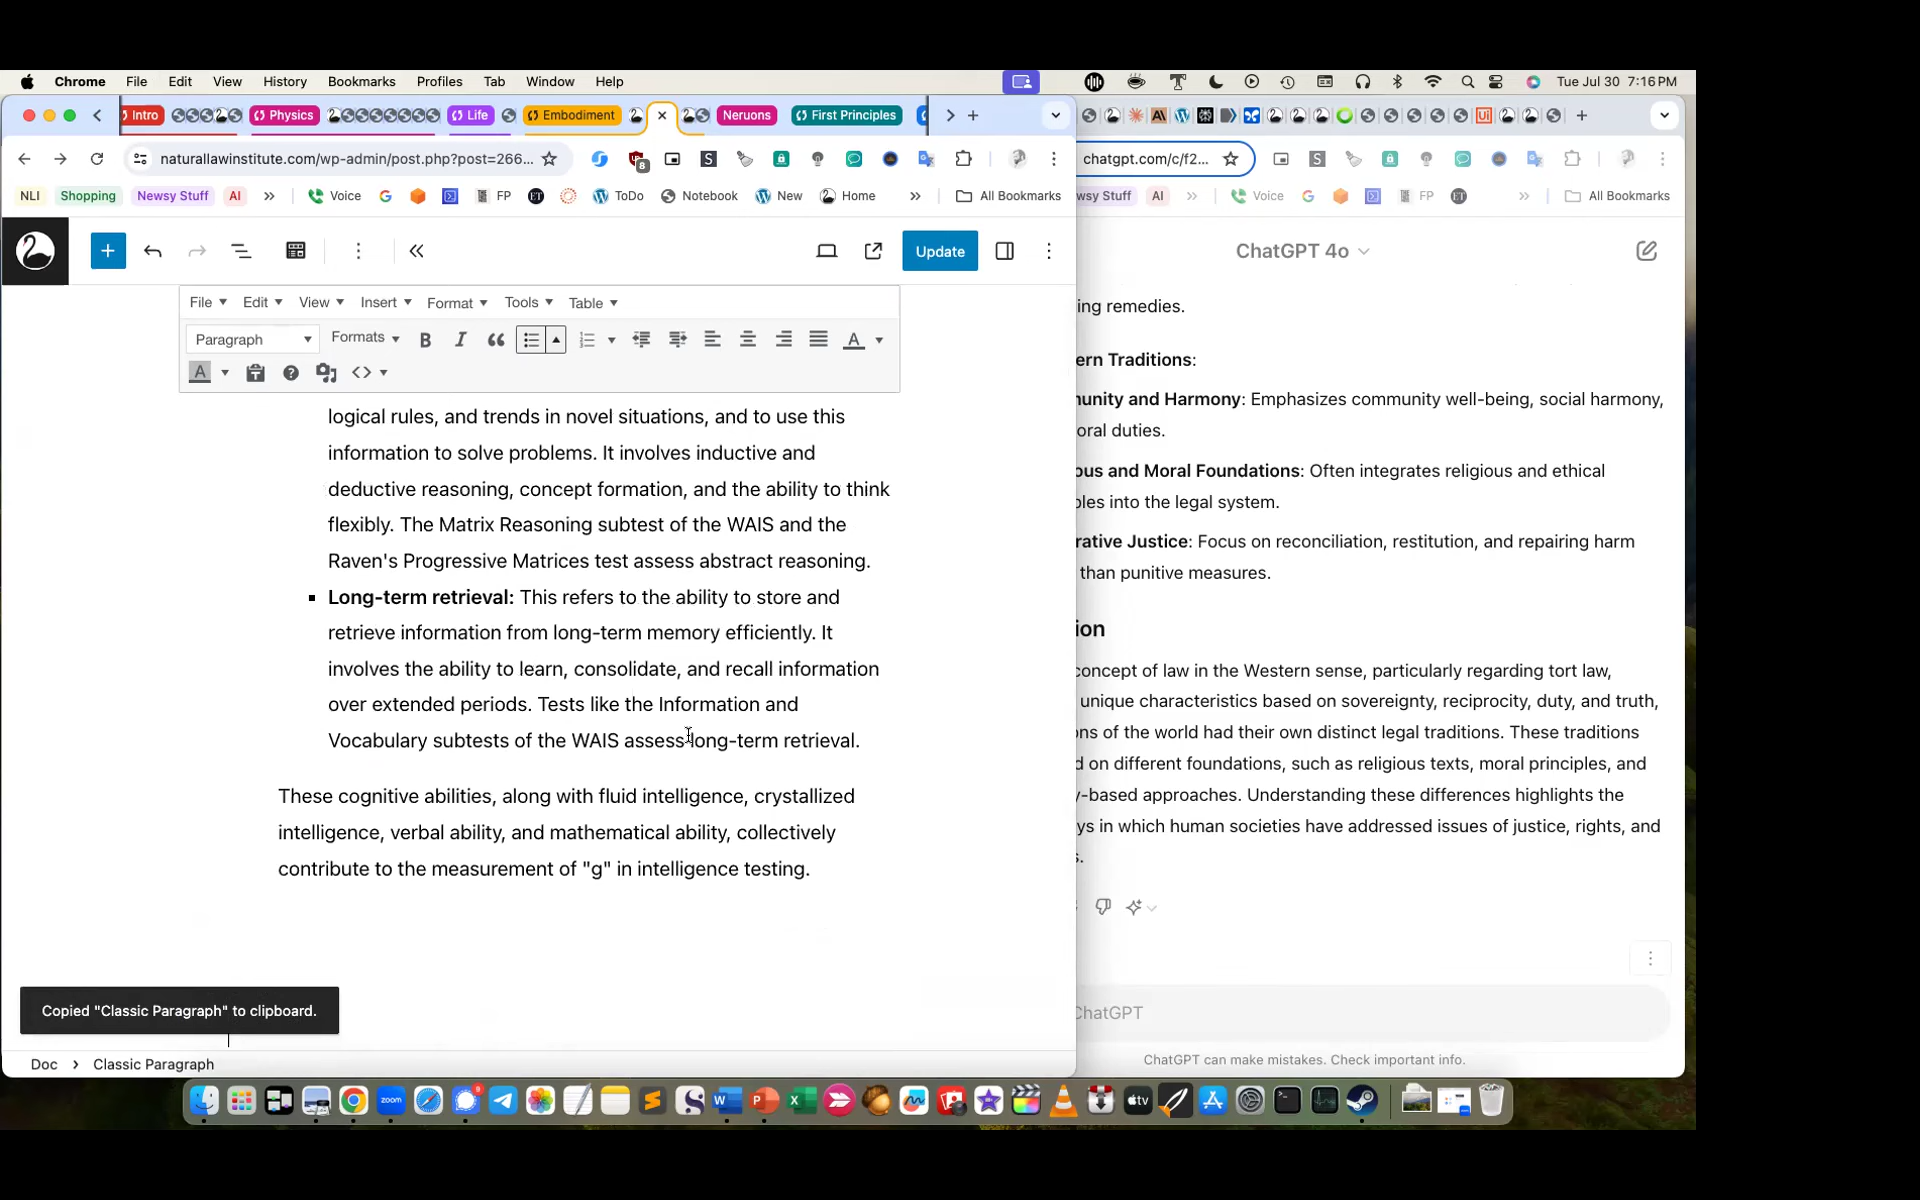 Chrome File Edit View History Bookmarks Profiles Tab Window Help Tue Jul 30 7:16 PM
Intro Physics Life Embodiment Neruons First Principles
naturallawinstitute.com/wp-admin/post.php?post=266...
8
NLI Shopping Newsy Stuff AI Voice FP ET ToDo Notebook New Home All Bookmarks
Update
File Edit View Insert Format Tools Table
Paragraph Formats B I A
A
logical rules, and trends in novel situations, and to use this
information to solve problems. It involves inductive and
deductive reasoning, concept formation, and the ability to think
flexibly. The Matrix Reasoning subtest of the WAIS and the
Raven's Progressive Matrices test assess abstract reasoning.
Long-term retrieval: This refers to the ability to store and
retrieve information from long-term memory efficiently. It
involves the ability to learn, consolidate, and recall information
over extended periods. Tests like the Information and
Vocabulary subtests of the WAIS assess long-term retrieval.
These cognitive abilities, along with fluid intelligence, crystallized
intelligence, verbal ability, and mathematical ability, collectively
contribute to the measurement of "g" in intelligence testing.
Copied "Classic Paragraph" to clipboard.
Doc > Classic Paragraph
chatgpt.com/c/f2...
wsy Stuff AI Voice FP ET All Bookmarks
ChatGPT 4o
ing remedies.
ern Traditions:
unity and Harmony: Emphasizes community well-being, social harmony,
oral duties.
ous and Moral Foundations: Often integrates religious and ethical
ples into the legal system.
rative Justice: Focus on reconciliation, restitution, and repairing harm
than punitive measures.
ion
concept of law in the Western sense, particularly regarding tort law,
unique characteristics based on sovereignty, reciprocity, duty, and truth,
ons of the world had their own distinct legal traditions. These traditions
d on different foundations, such as religious texts, moral principles, and
y-based approaches. Understanding these differences highlights the
ys in which human societies have addressed issues of justice, rights, and
s.
ChatGPT
ChatGPT can make mistakes. Check important info.
zoom tv